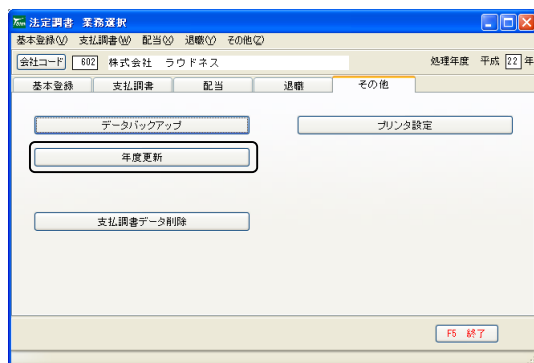 法定調書 業務選択
基本登録(V) 支払調書(W) 配当(X) 退職(Y) その他(Z)
会社コード 602 株式会社 ラウドネス 処理年度 平成 22 年
基本登録 支払調書 配当 退職 その他
データバックアップ プリンタ設定
年度更新
支払調書データ削除
F5 終了